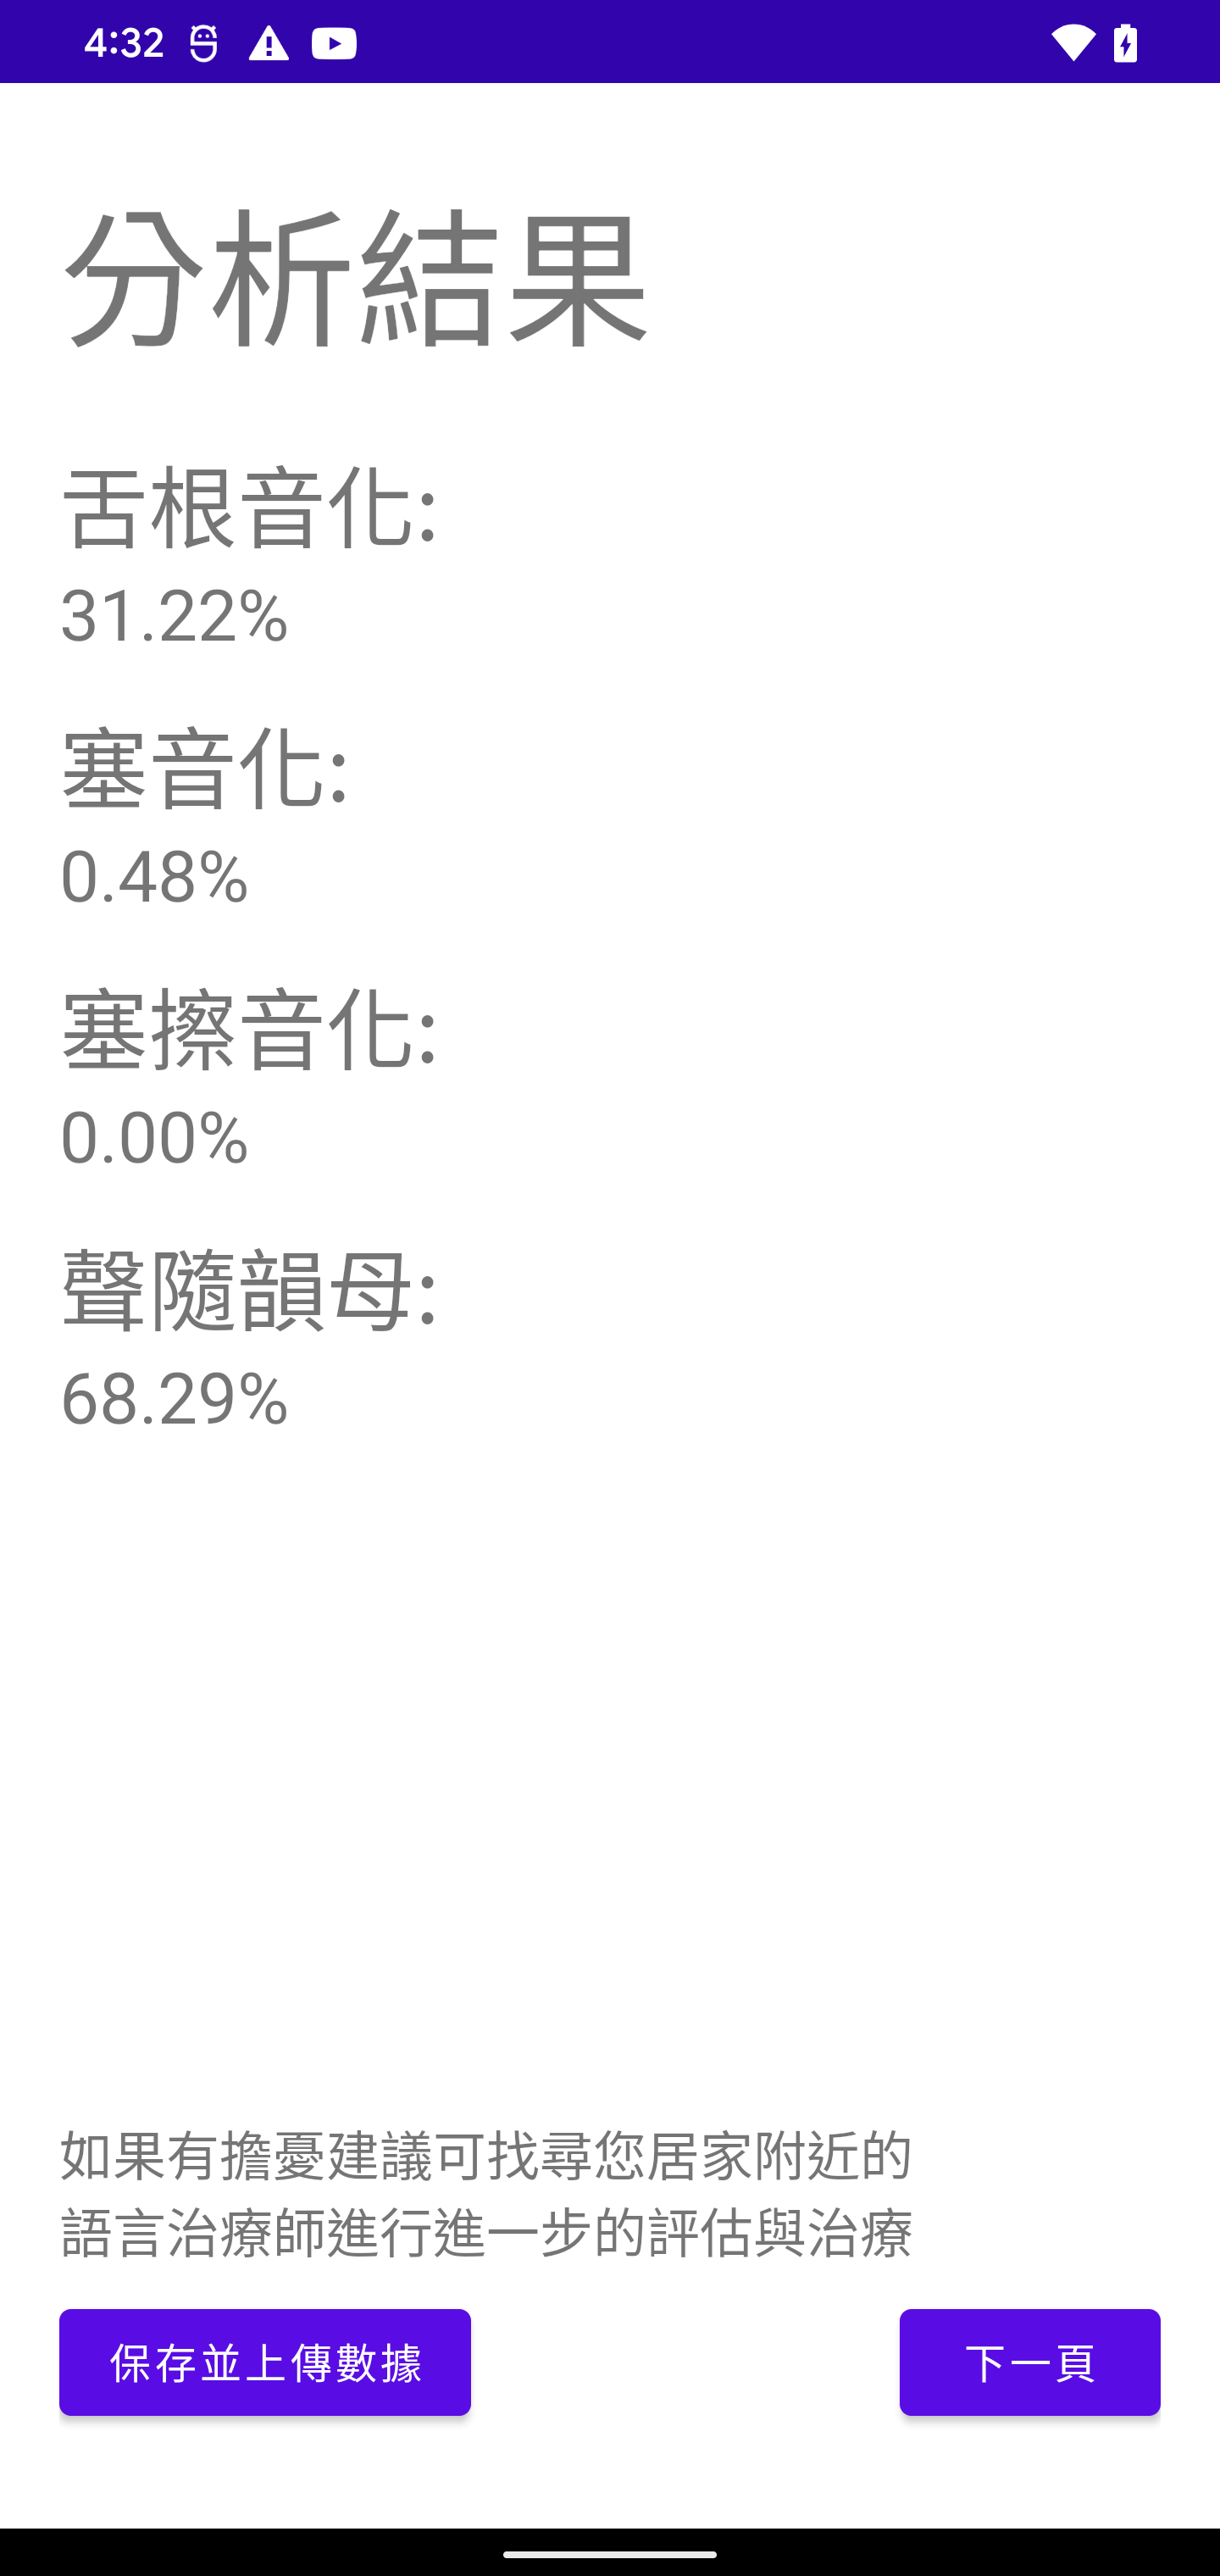 4:32
分析結果
舌根音化:
31.22%
塞音化:
0.48%
塞擦音化:
0.00%
聲隨韻母:
68.29%
如果有擔憂建議可找尋您居家附近的
語言治療師進行進一步的評估與治療
保存並上傳數據
下一頁